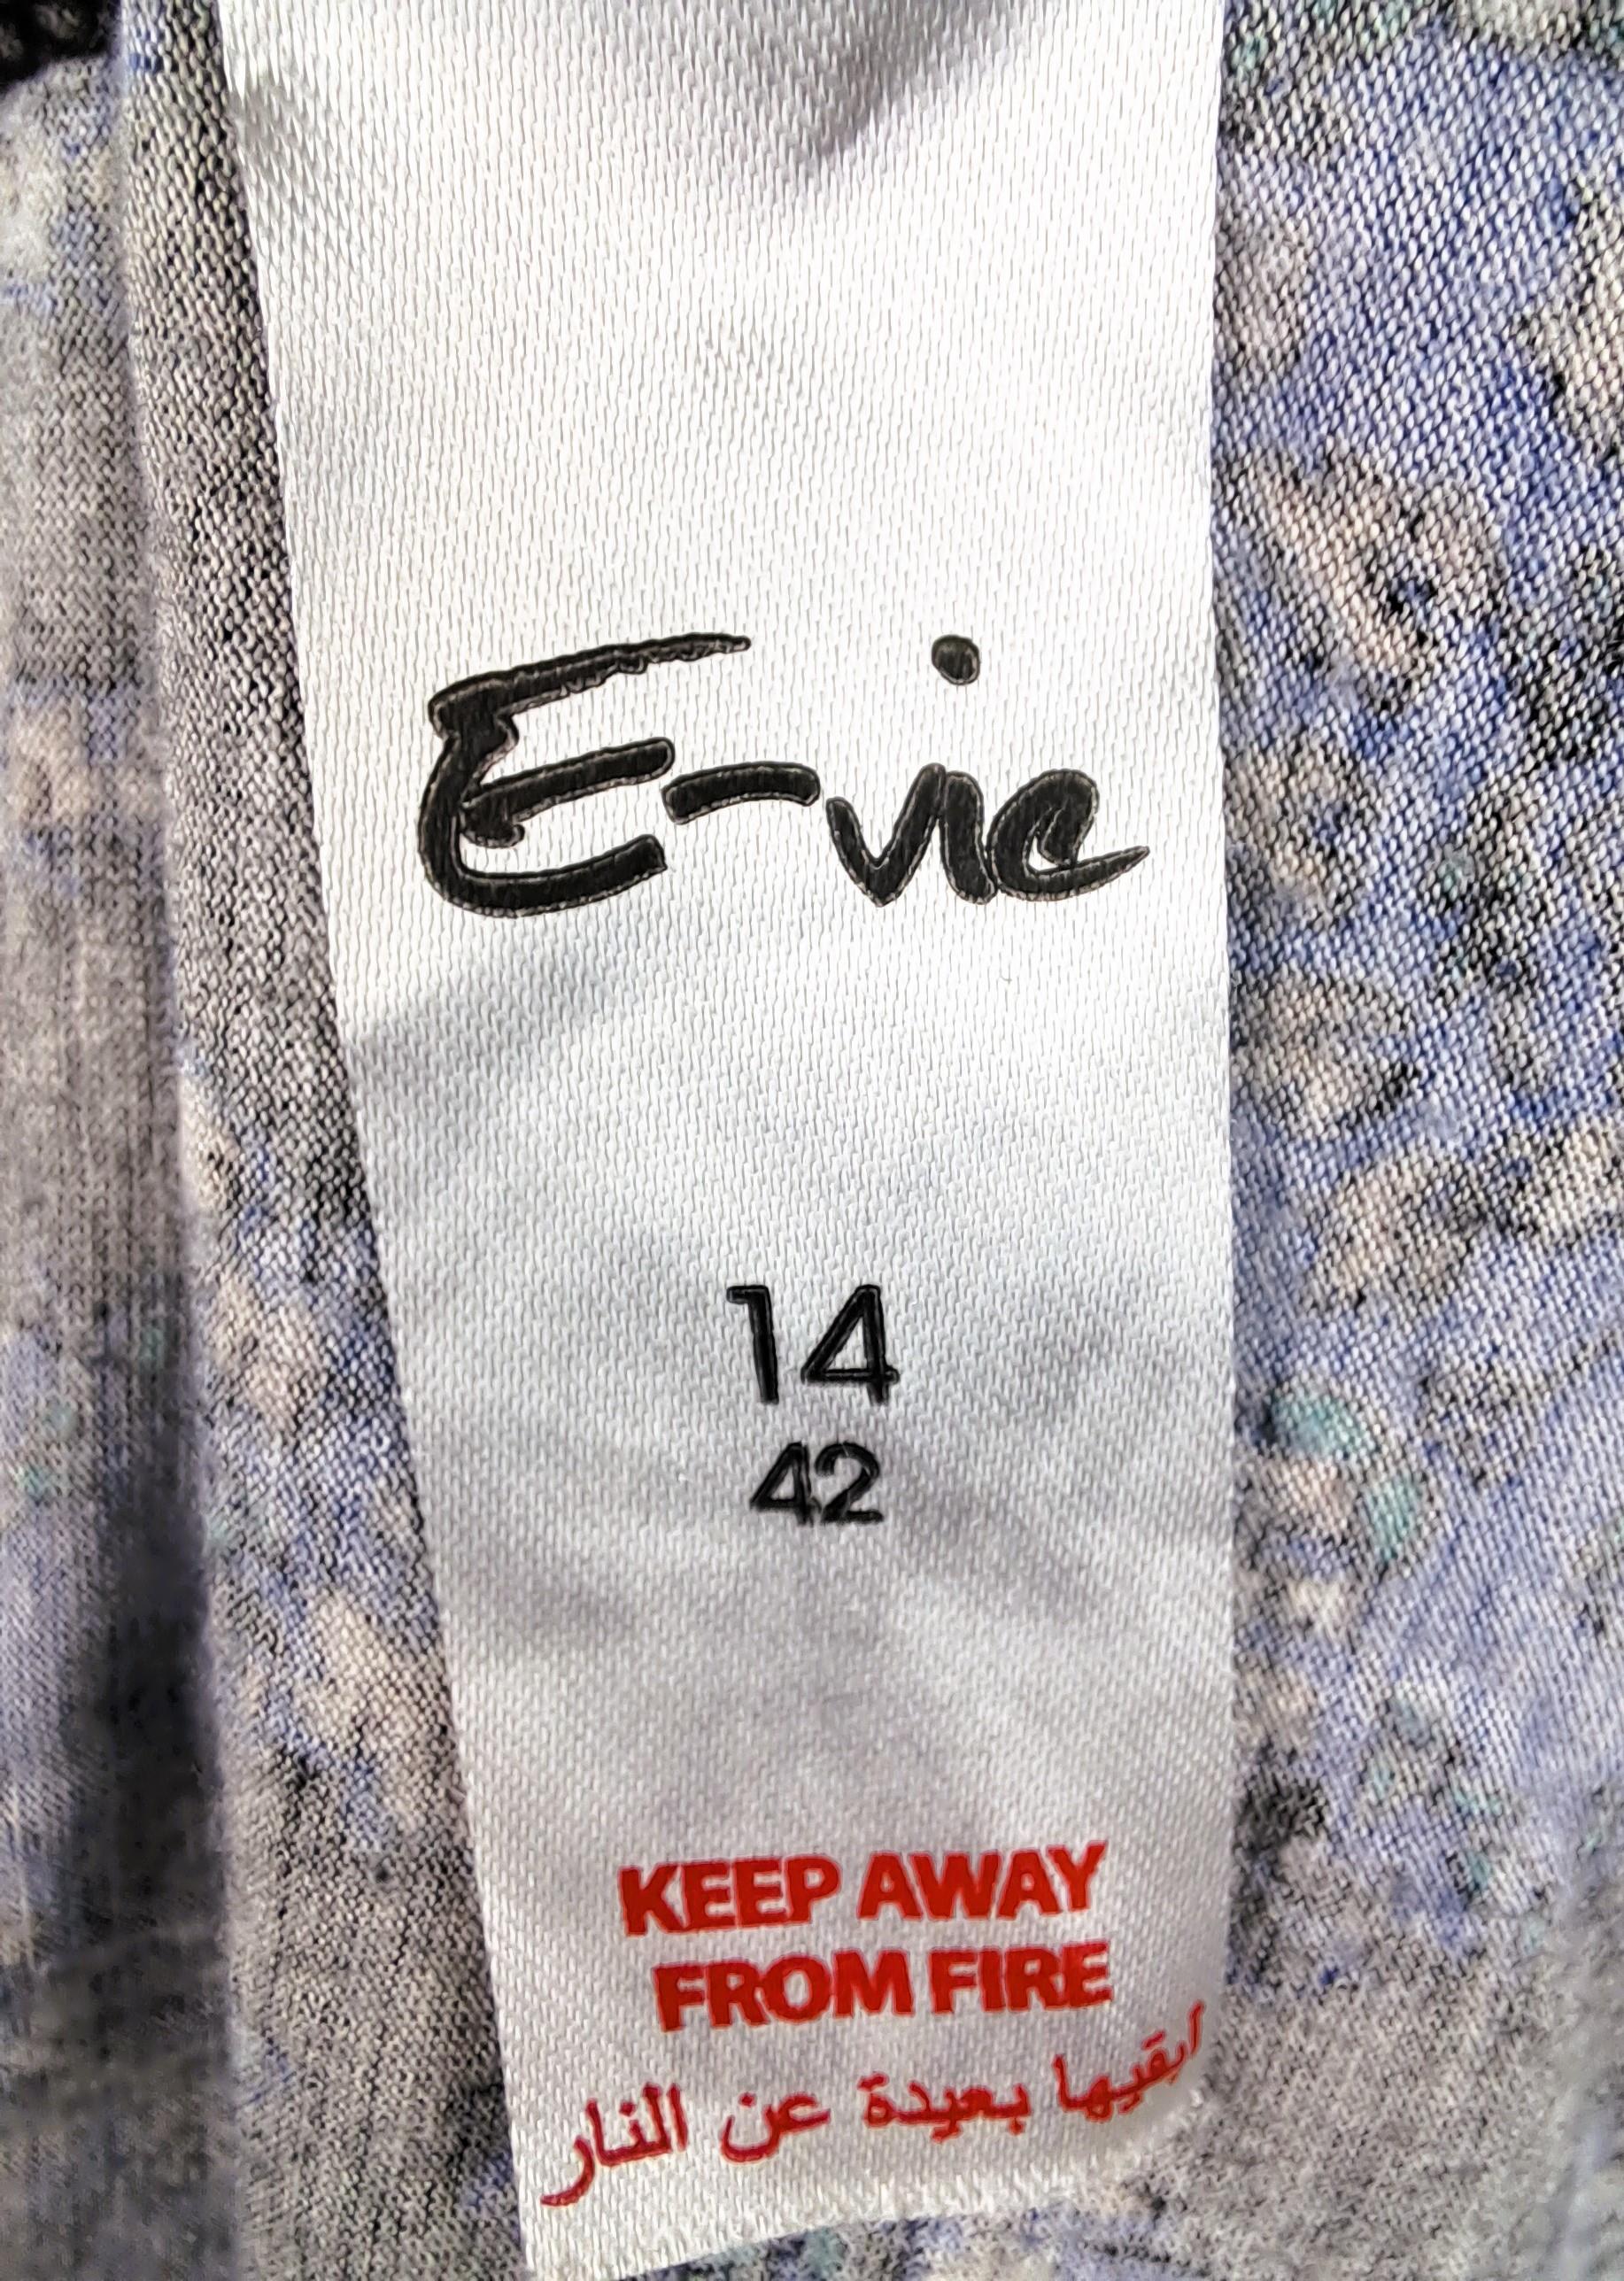 E-vie
14
42
KEEP AWAY
FROM FIRE
ابقيها بعيدة عن النار